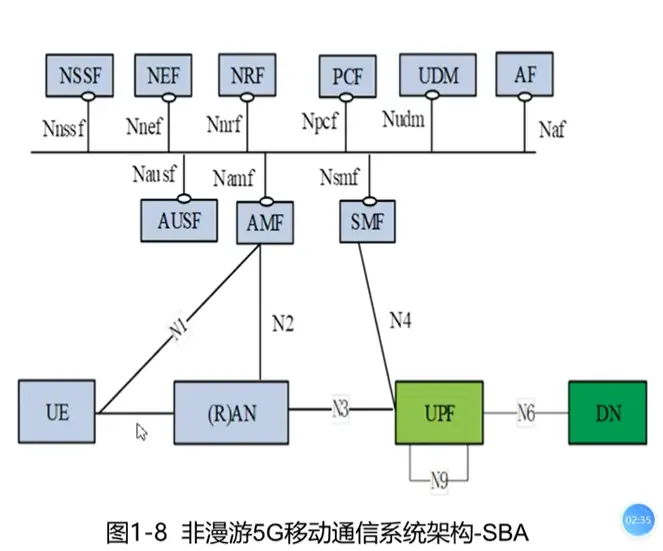 NSSF NEF NRF PCF UDM AF
Nnssf Nnef Nnrf Npcf Nudm Naf
Nausf Namf Nsmf
AUSF AMF SMF
N1 N2 N4
UE (R)AN N3 UPF N6 DN
N9
02:35
图1-8 非漫游5G移动通信系统架构-SBA